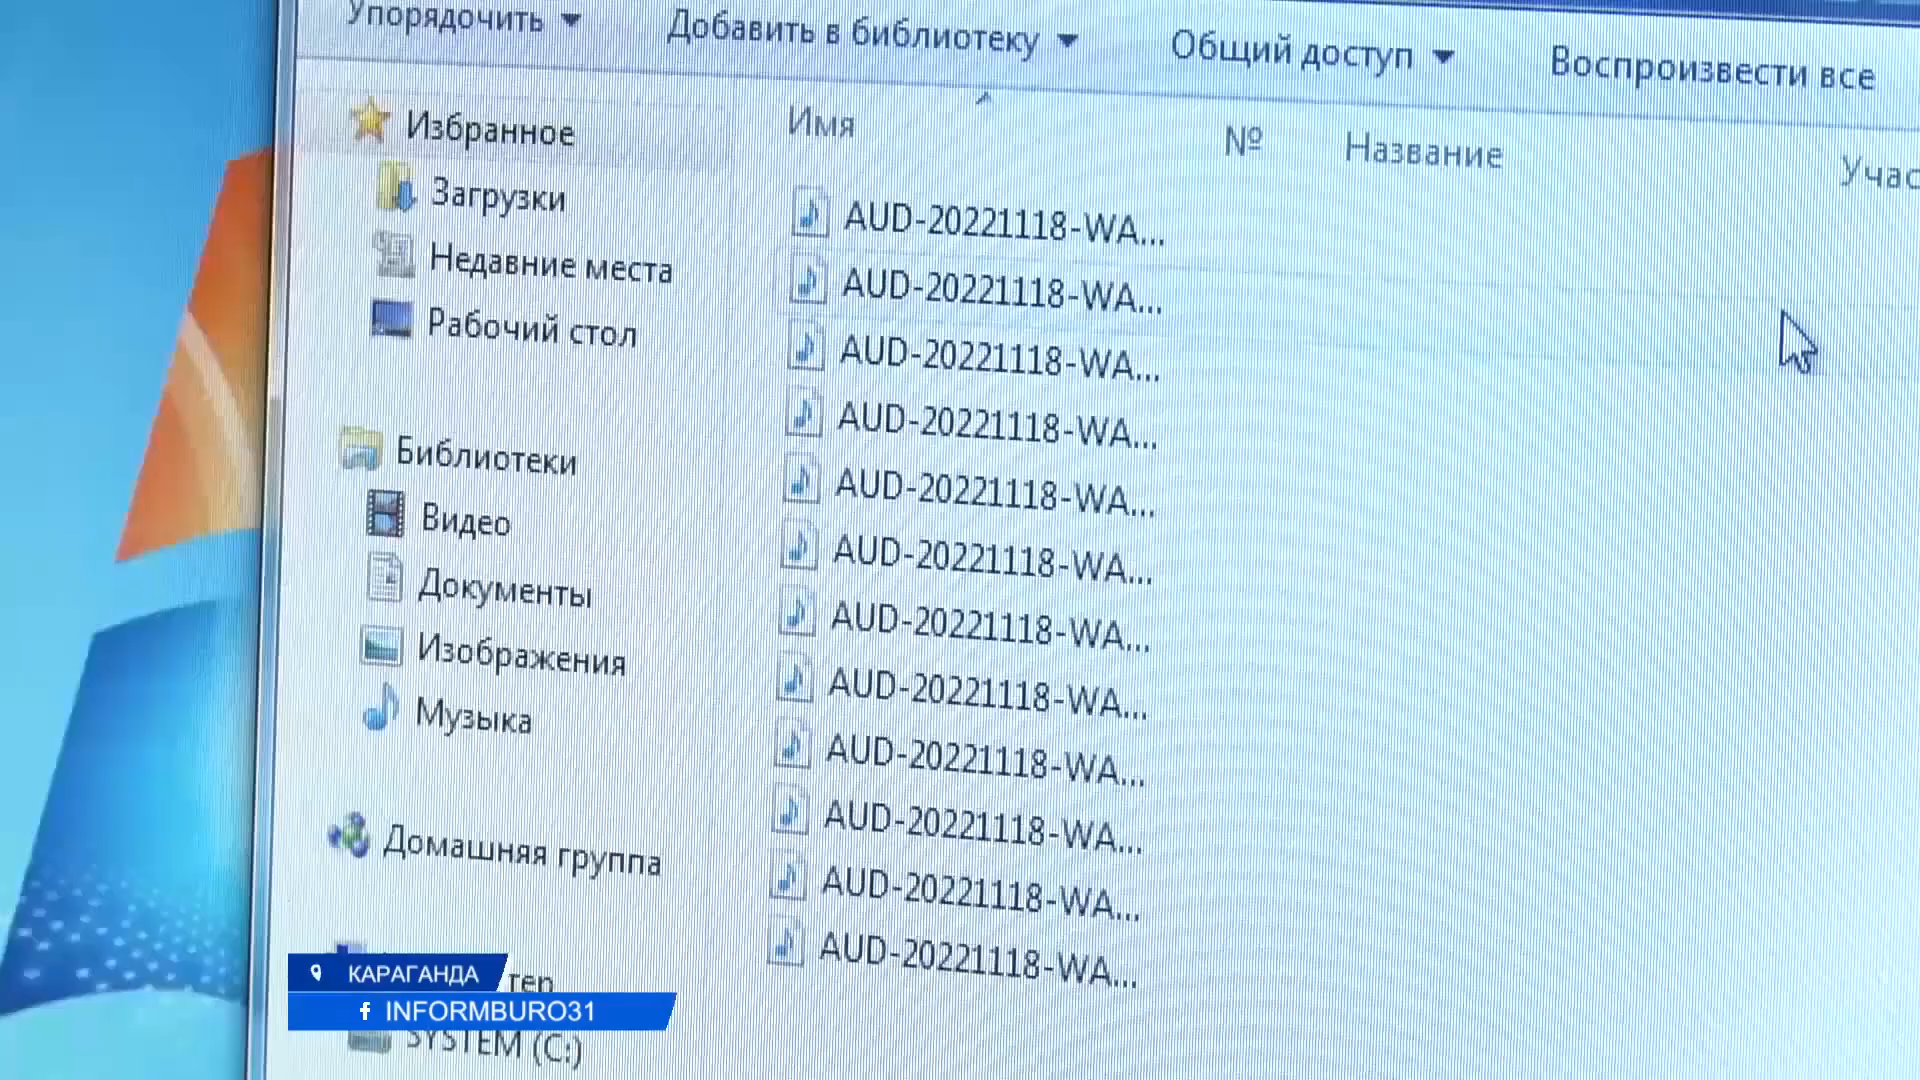 Упорядочить
Добавить в библиотеку
Общий доступ
Воспроизвести все
Имя
№
Название
Учас
Избранное
Загрузки
Недавние места
Рабочий стол
Библиотеки
Видео
Документы
Изображения
Музыка
Домашняя группа
тер
SYSTEM (C:)
AUD-20221118-WA...
AUD-20221118-WA...
AUD-20221118-WA...
AUD-20221118-WA...
AUD-20221118-WA...
AUD-20221118-WA...
AUD-20221118-WA...
AUD-20221118-WA...
AUD-20221118-WA...
AUD-20221118-WA...
AUD-20221118-WA...
AUD-20221118-WA...
КАРАГАНДА
INFORMBURO31